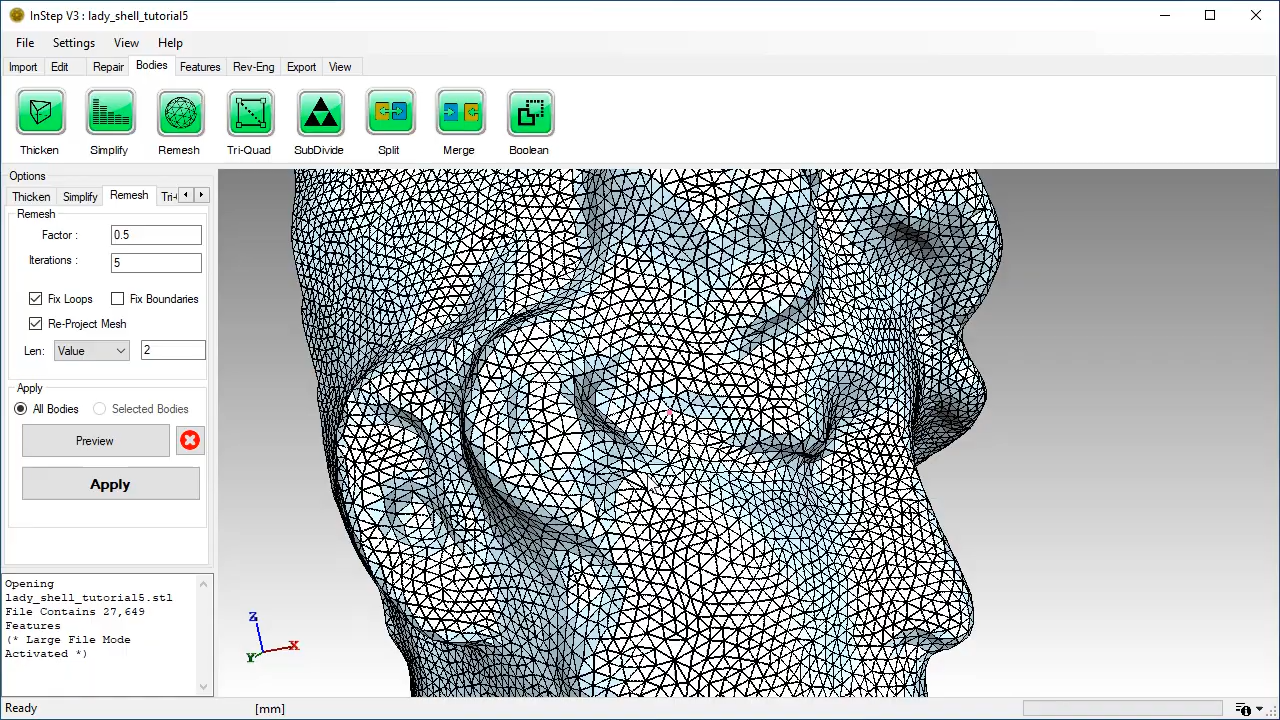 InStep V3 : lady_shell_tutorial5
File Settings View Help
Import Edit Repair Bodies Features Rev-Eng Export View
Thicken Simplify Remesh Tri-Quad SubDivide Split Merge Boolean
Options
Thicken Simplify Remesh Tri-
Remesh
Factor : 0.5
Iterations : 5
Fix Loops Fix Boundaries
Re-Project Mesh
Len: Value 2
Apply
All Bodies Selected Bodies
Preview
Apply
Opening
lady_shell_tutorial5.stl
File Contains 27,649
Features
(* Large File Mode
Activated *)
Z
X
Y
Ready [mm]